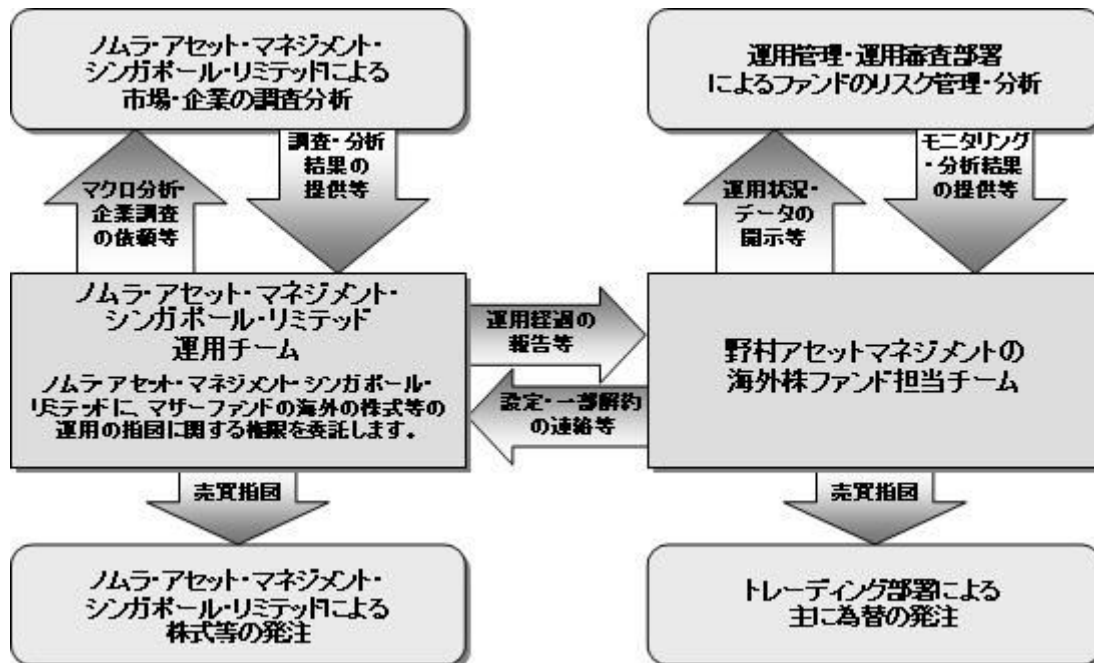 ノムラ・アセット・マネジメント・
シンガポール・リミテッドによる
市場・企業の調査分析
運用管理・運用審査部署
によるファンドのリスク管理・分析
マクロ分析・
企業調査
の依頼等
調査・分析
結果の
提供等
運用状況・
データの
開示等
モニタリング
・分析結果
の提供等
ノムラ・アセット・マネジメント・
シンガポール・リミテッド
運用チーム
ノムラ・アセット・マネジメント・シンガポール・
リミテッドに、マザーファンドの海外の株式等の
運用の指図に関する権限を委託します。
運用経過の
報告等
設定・一部解約
の連絡等
野村アセットマネジメントの
海外株ファンド担当チーム
売買指図
売買指図
ノムラ・アセット・マネジメント・
シンガポール・リミテッドによる
株式等の発注
トレーディング部署による
主に為替の発注